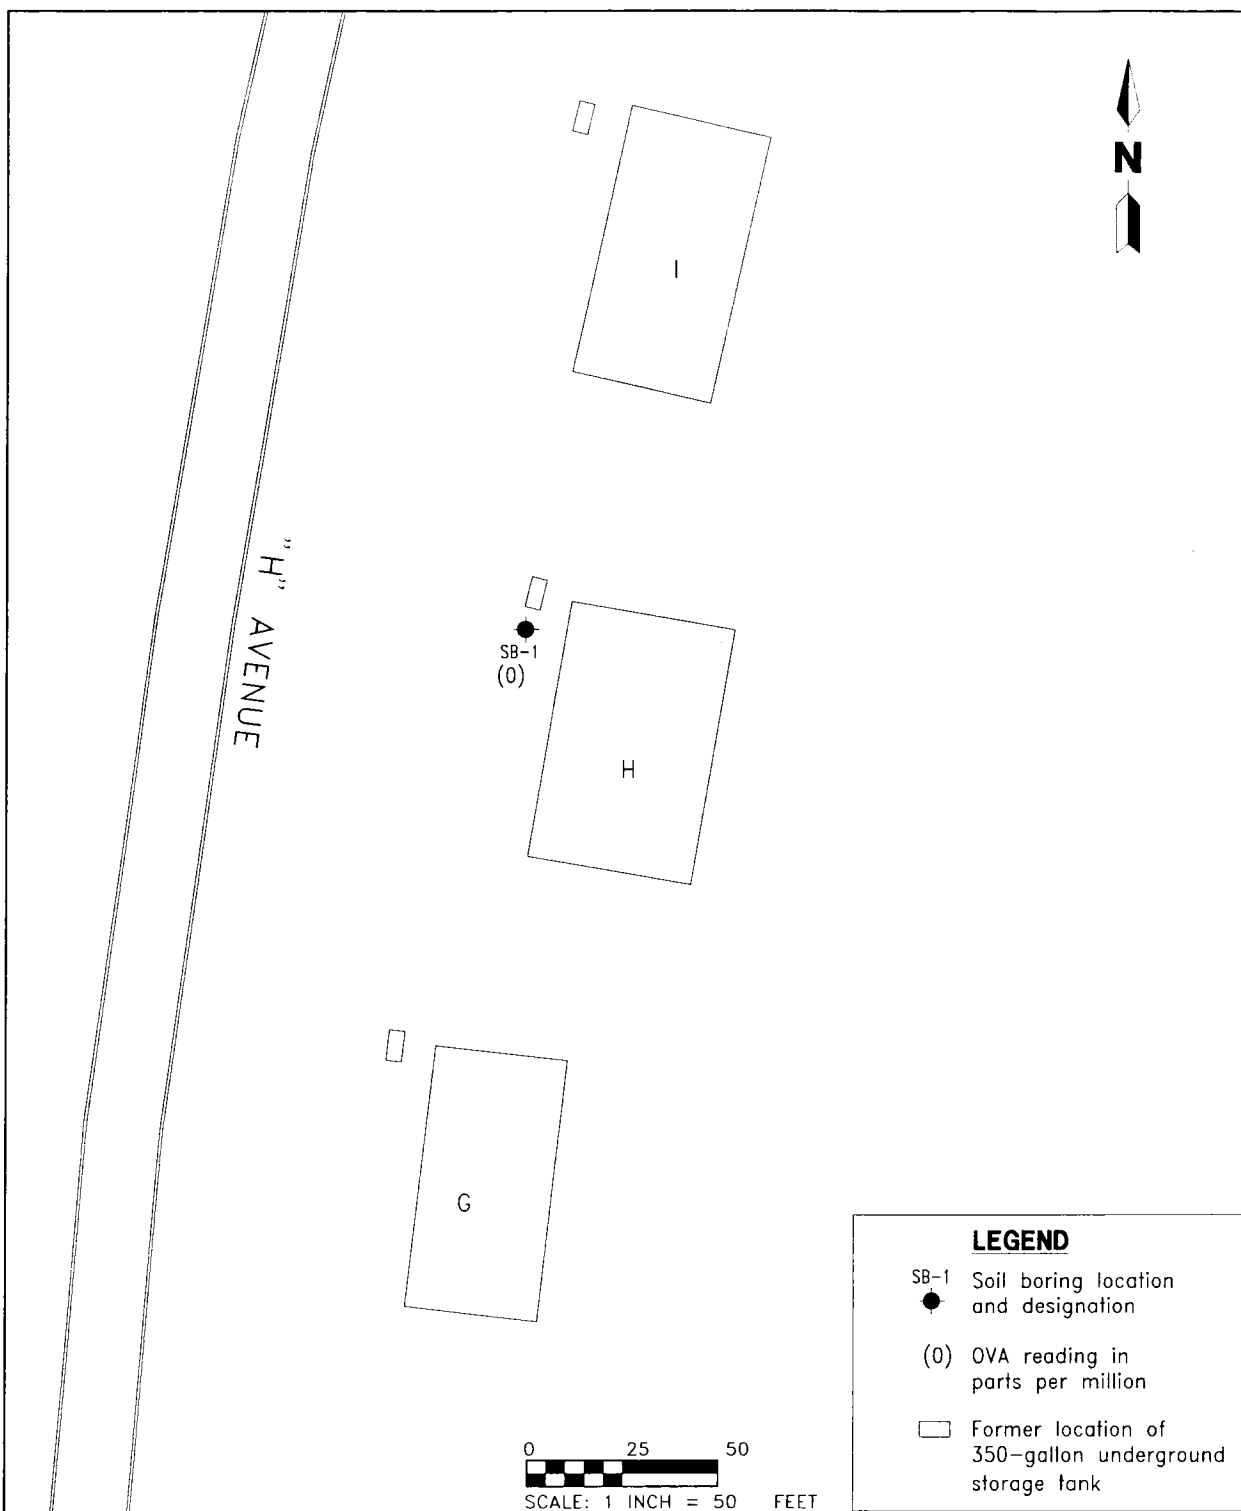 N
I
"H" AVENUE
SB-1
(0)
H
G
LEGEND
SB-1 Soil boring location
and designation
(0) OVA reading in
parts per million
Former location of
350-gallon underground
storage tank
0 25 50
SCALE: 1 INCH = 50 FEET